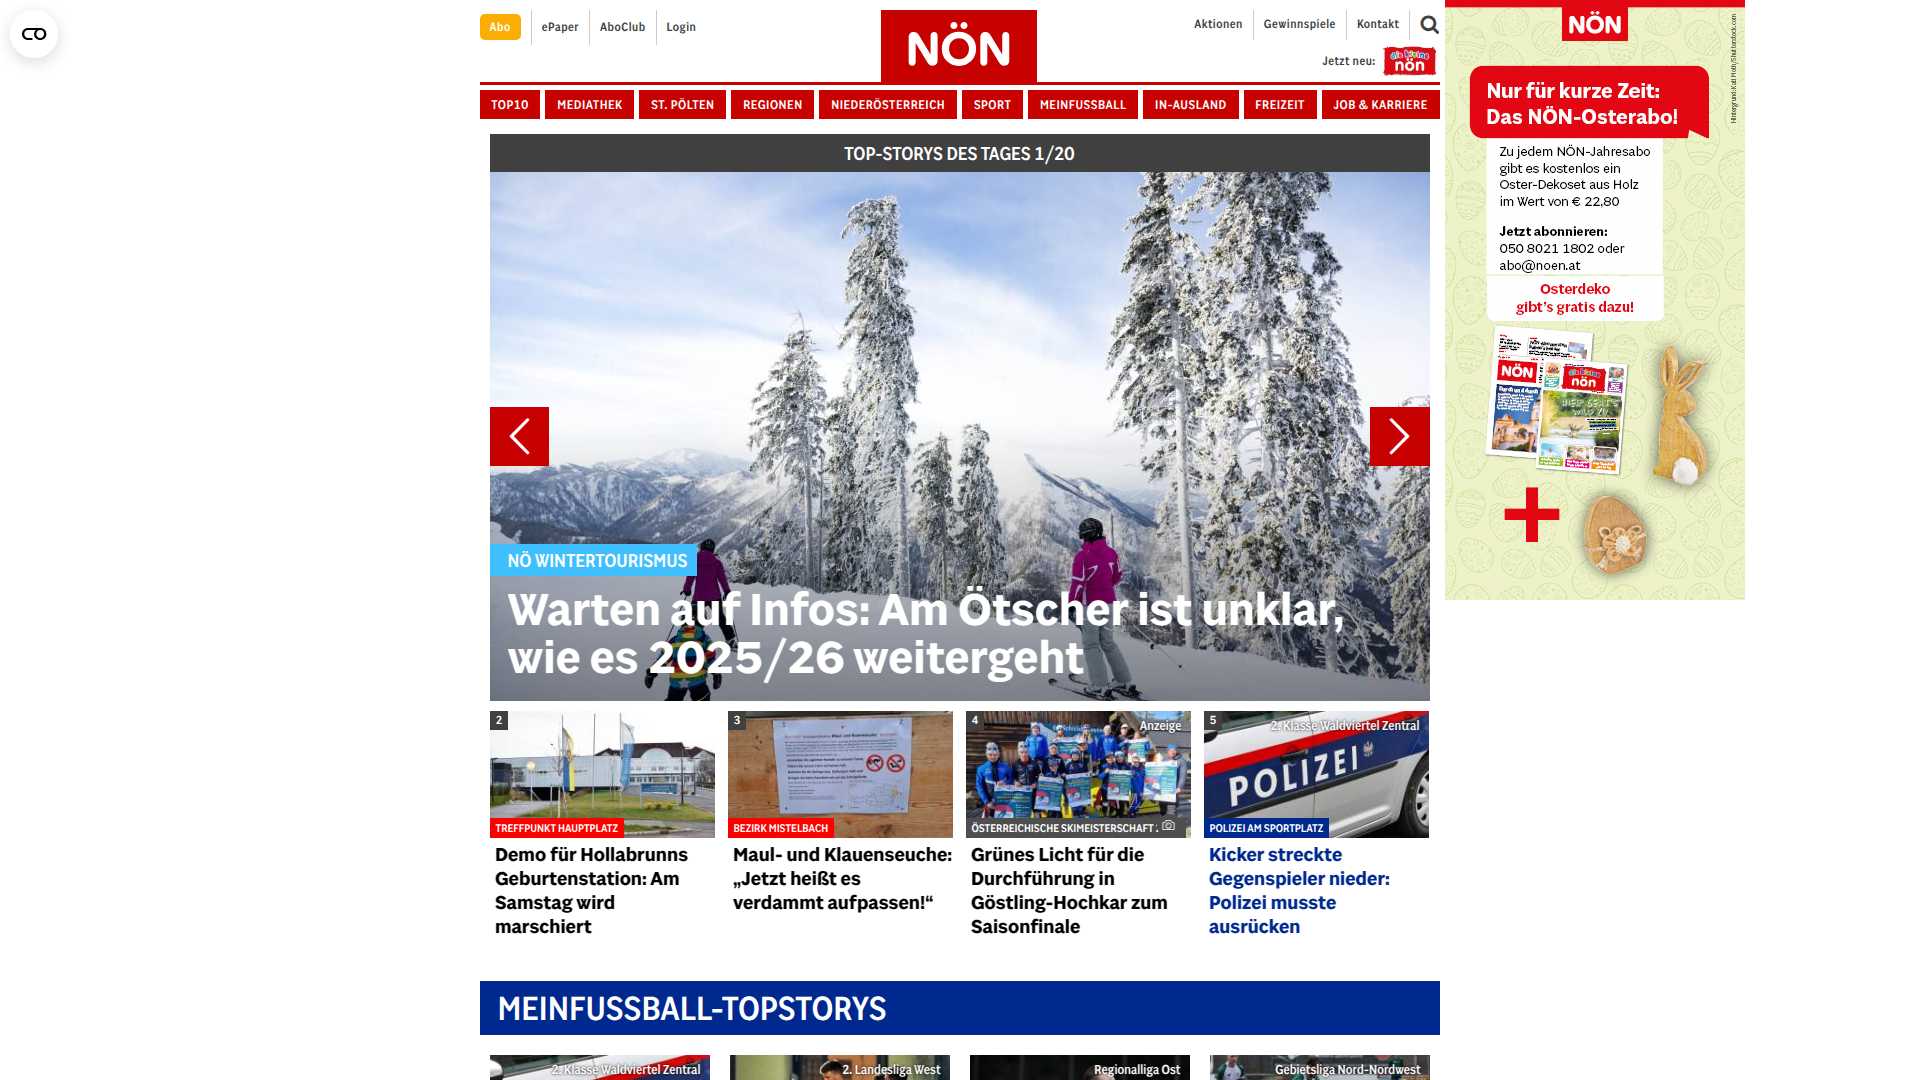 Abo
ePaper
AboClub
Login
NÖN
Aktionen
Gewinnspiele
Kontakt
Jetzt neu:
die kleine
nön
TOP10
MEDIATHEK
ST. PÖLTEN
REGIONEN
NIEDERÖSTERREICH
SPORT
MEINFUSSBALL
IN-AUSLAND
FREIZEIT
JOB & KARRIERE
TOP-STORYS DES TAGES 1/20
NÖ WINTERTOURISMUS
Warten auf Infos: Am Ötscher ist unklar,
wie es 2025/26 weitergeht
2
TREFFPUNKT HAUPTPLATZ
Demo für Hollabrunns
Geburtenstation: Am
Samstag wird
marschiert
3
BEZIRK MISTELBACH
Maul- und Klauenseuche:
„Jetzt heißt es
verdammt aufpassen!“
4
Anzeige
ÖSTERREICHISCHE SKIMEISTERSCHAFT .
Grünes Licht für die
Durchführung in
Göstling-Hochkar zum
Saisonfinale
5
2. Klasse Waldviertel Zentral
POLIZEI
POLIZEI AM SPORTPLATZ
Kicker streckte
Gegenspieler nieder:
Polizei musste
ausrücken
MEINFUSSBALL-TOPSTORYS
2. Klasse Waldviertel Zentral
2. Landesliga West
Regionalliga Ost
Gebietsliga Nord-Nordwest
NÖN
Nur für kurze Zeit:
Das NÖN-Osterabo!
Zu jedem NÖN-Jahresabo
gibt es kostenlos ein
Oster-Dekoset aus Holz
im Wert von € 22,80
Jetzt abonnieren:
050 8021 1802 oder
abo@noen.at
Osterdeko
gibt's gratis dazu!
NÖN
die kleine
nön